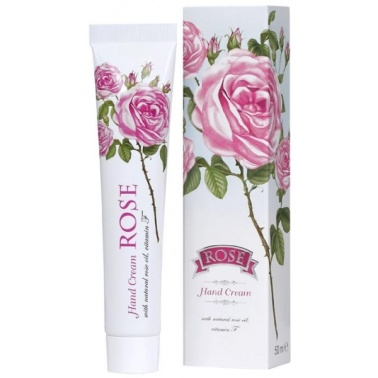 Hand Cream ROSE
with natural rose oil, vitamin F
ROSE
Hand Cream
with natural rose oil,
vitamin F
50 ml e